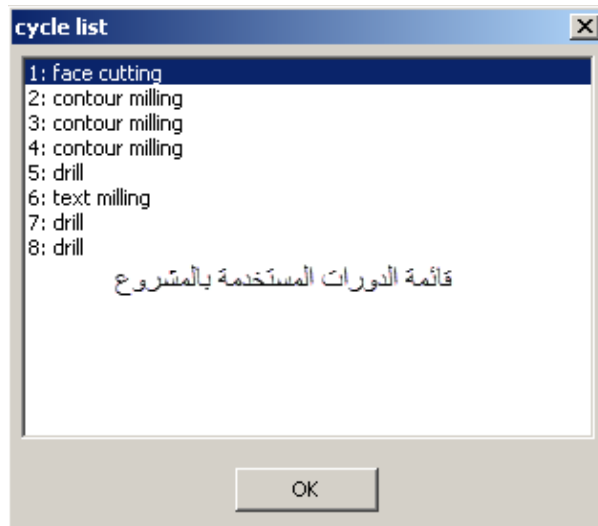 cycle list
1: face cutting
2: contour milling
3: contour milling
4: contour milling
5: drill
6: text milling
7: drill
8: drill
قائمة الدورات المستخدمة بالمشروع
OK